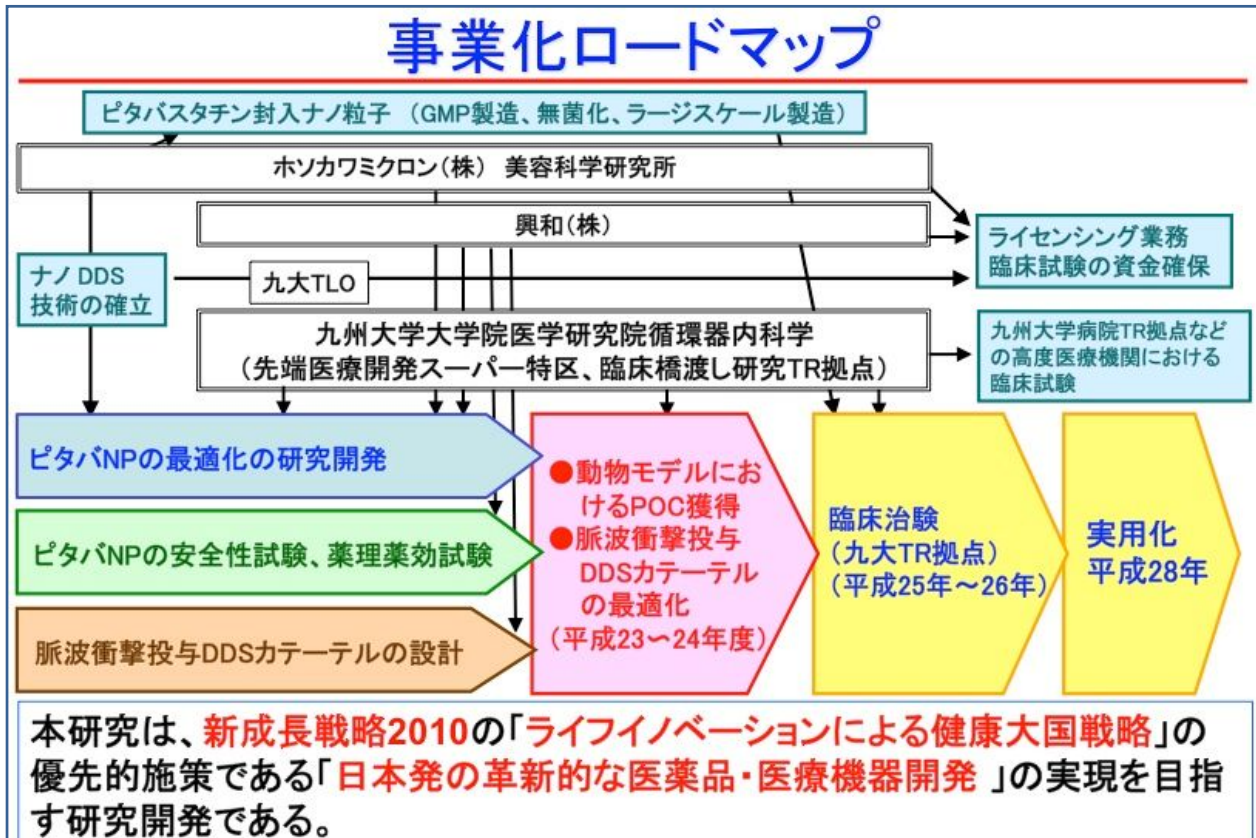 事業化ロードマップ
ピタバスタチン封入ナノ粒子 (GMP製造、無菌化、ラージスケール製造)
ホソカワミクロン(株) 美容科学研究所
興和(株)
ライセンシング業務
臨床試験の資金確保
ナノ DDS
技術の確立
九大TLO
九州大学大学院医学研究院循環器内科学
(先端医療開発スーパー特区、臨床橋渡し研究TR拠点)
九州大学病院TR拠点など
の高度医療機関における
臨床試験
ピタバNPの最適化の研究開発
ピタバNPの安全性試験、薬理薬効試験
脈波衝撃投与DDSカテーテルの設計
●動物モデルにお
けるPOC獲得
●脈波衝撃投与
DDSカテーテル
の最適化
(平成23〜24年度)
臨床治験
(九大TR拠点)
(平成25年〜26年)
実用化
平成28年
本研究は、新成長戦略2010の「ライフイノベーションによる健康大国戦略」の
優先的施策である「日本発の革新的な医薬品・医療機器開発 」の実現を目指
す研究開発である。